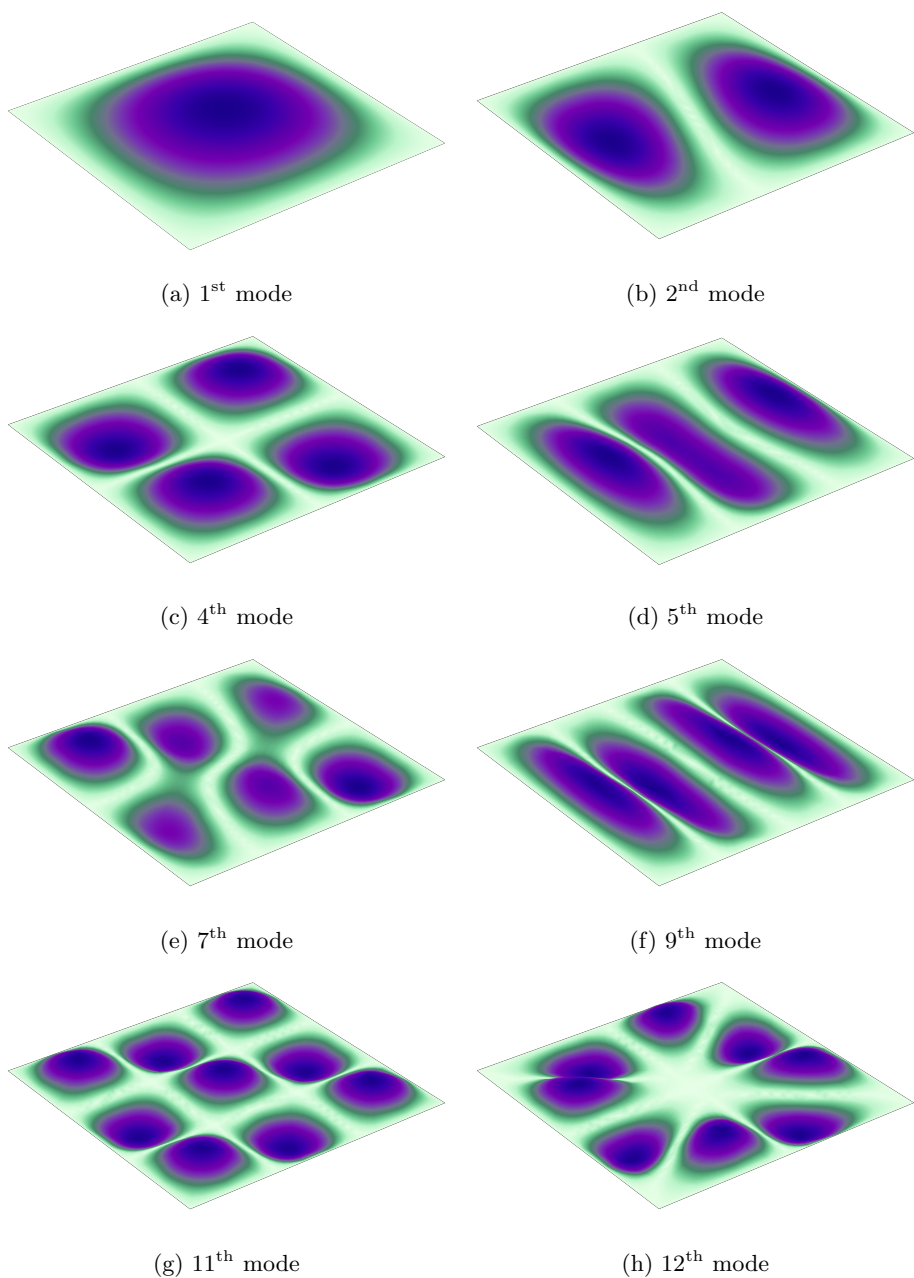 (a) 1st mode
(b) 2nd mode
(c) 4th mode
(d) 5th mode
(e) 7th mode
(f) 9th mode
(g) 11th mode
(h) 12th mode